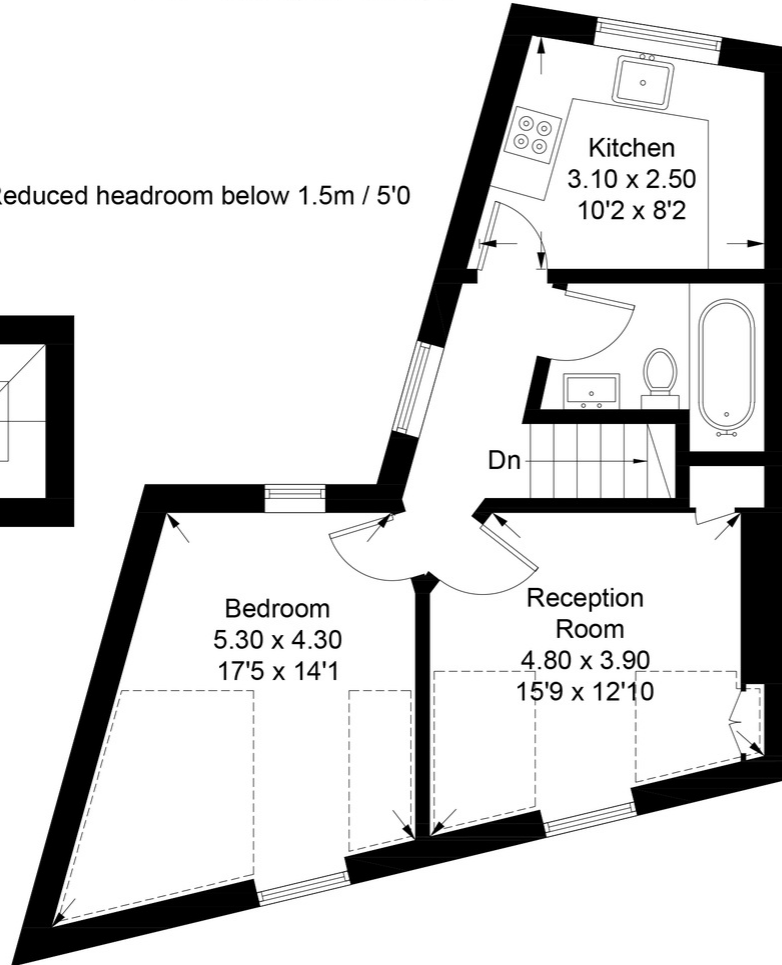 Kitchen
3.10 x 2.50
10'2 x 8'2
Reduced headroom below 1.5m / 5'0
Dn
Bedroom
5.30 x 4.30
17'5 x 14'1
Reception
Room
4.80 x 3.90
15'9 x 12'10